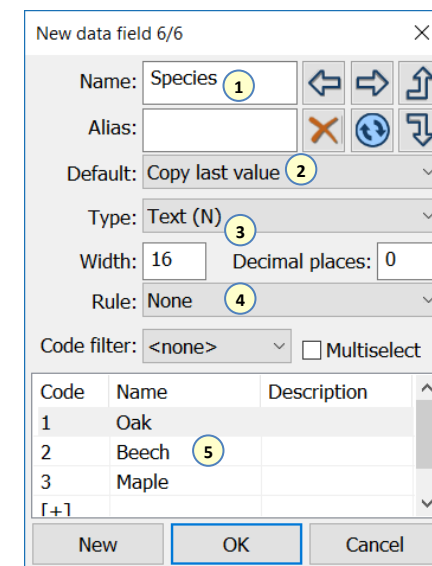 New data field 6/6
Name: Species 1
Alias:
Default: Copy last value 2
Type: Text (N) 3
Width: 16 Decimal places: 0
Rule: None 4
Code filter: <none> Multiselect
Code Name Description
1 Oak
2 Beech 5
3 Maple
[+]
New OK Cancel